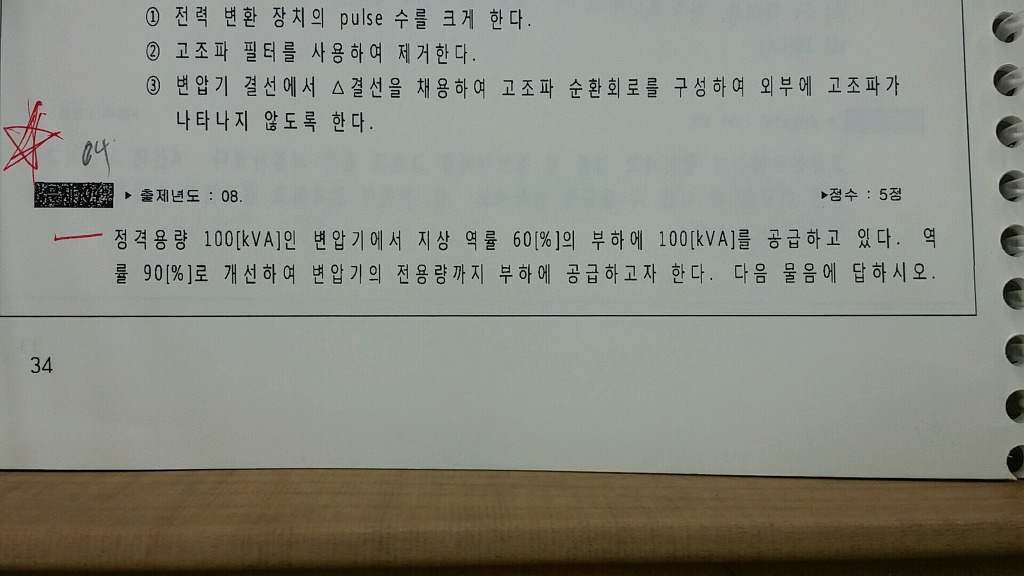 ① 전력 변환 장치의 pulse 수를 크게 한다.
② 고조파 필터를 사용하여 제거한다.
③ 변압기 결선에서 △결선을 채용하여 고조파 순환회로를 구성하여 외부에 고조파가
나타나지 않도록 한다.
04
▶ 출제년도 : 08. ▶점수 : 5점
정격용량 100[kVA]인 변압기에서 지상 역률 60[%]의 부하에 100[kVA]를 공급하고 있다. 역
률 90[%]로 개선하여 변압기의 전용량까지 부하에 공급하고자 한다. 다음 물음에 답하시오.
34